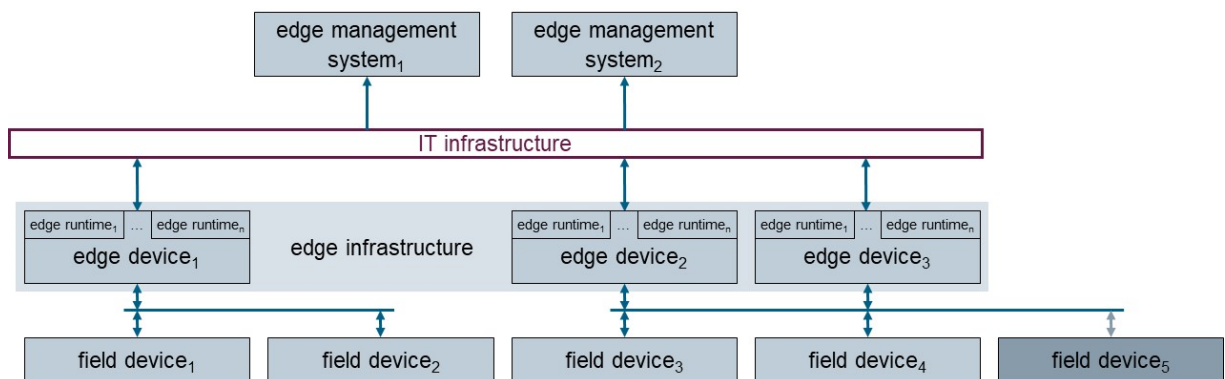 edge management
system₁
edge management
system₂
IT infrastructure
edge runtime₁ ... edge runtimeₙ
edge device₁
edge infrastructure
edge runtime₁ ... edge runtimeₙ
edge device₂
edge runtime₁ ... edge runtimeₙ
edge device₃
field device₁
field device₂
field device₃
field device₄
field device₅